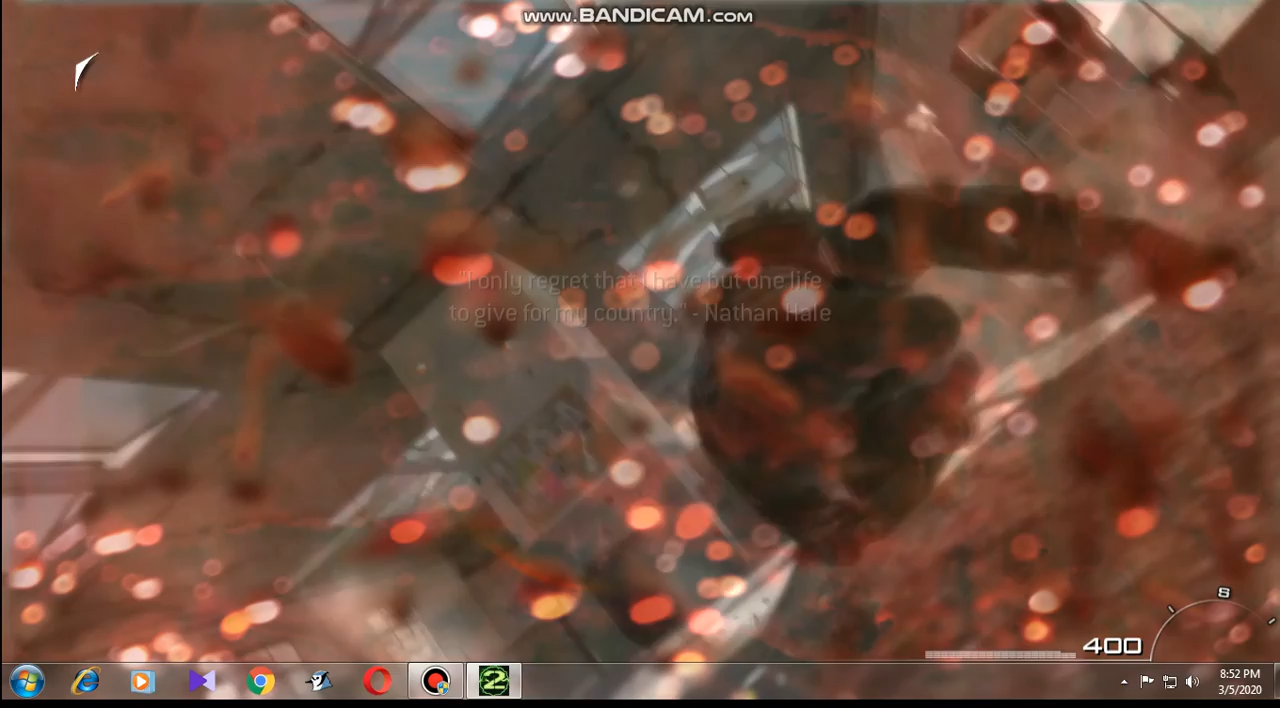 WWW.BANDICAM.COM
"I only regret that I have but one life
to give for my country." - Nathan Hale
S
400
2
8:52 PM
3/5/2020